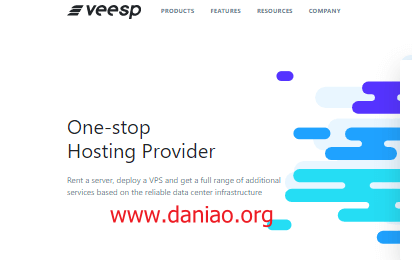 veesp PRODUCTS FEATURES RESOURCES COMPANY
One-stop
Hosting Provider
Rent a server, deploy a VPS and get a full range of additional
services based on the reliable data center infrastructure
www.daniao.org